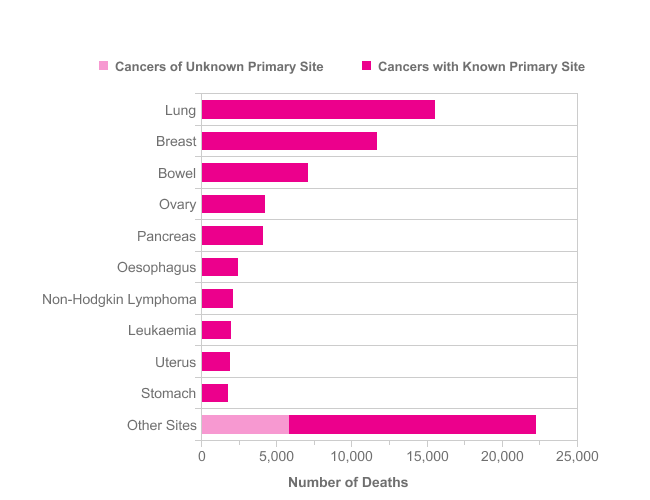 Cancers of Unknown Primary Site Cancers with Known Primary Site
Lung
Breast
Bowel
Ovary
Pancreas
Oesophagus
Non-Hodgkin Lymphoma
Leukaemia
Uterus
Stomach
Other Sites
0 5,000 10,000 15,000 20,000 25,000
Number of Deaths